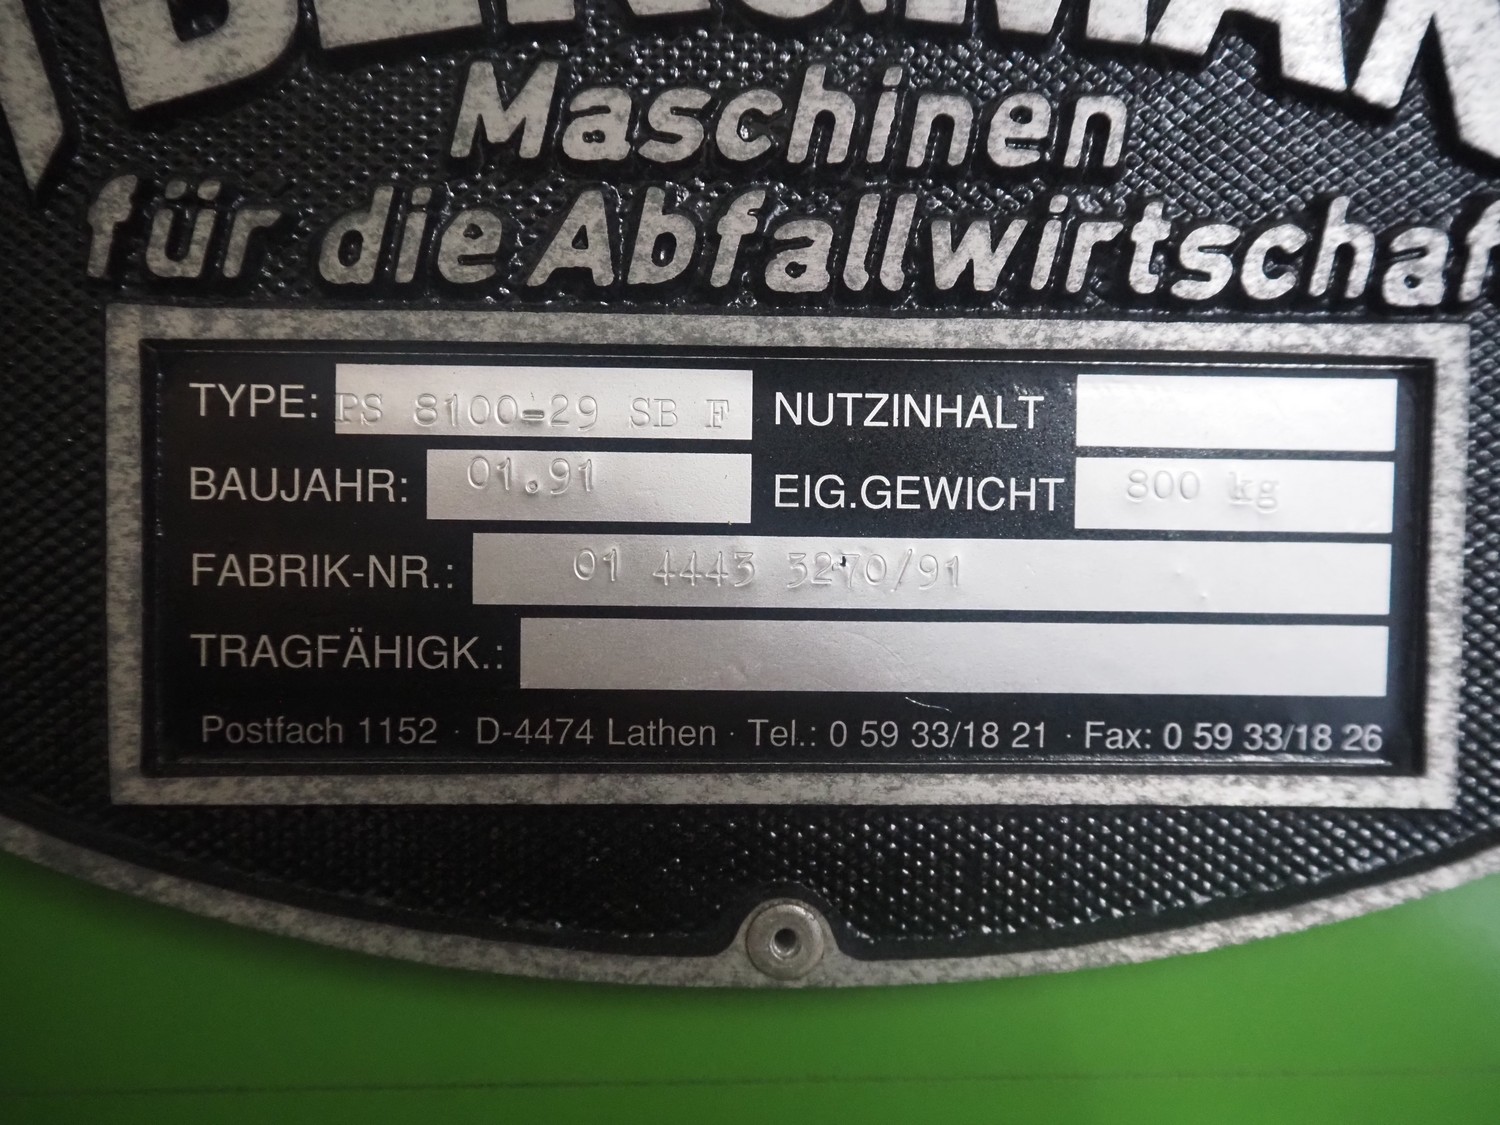 BERGMANN
Maschinen
für die Abfallwirtschaf
TYPE: PS 8100-29 SB F NUTZINHALT
BAUJAHR: 01.91 EIG.GEWICHT 800 kg
FABRIK-NR.: 01 4443 3270/91
TRAGFÄHIGK.:
Postfach 1152 · D-4474 Lathen · Tel.: 0 59 33/18 21 · Fax: 0 59 33/18 26